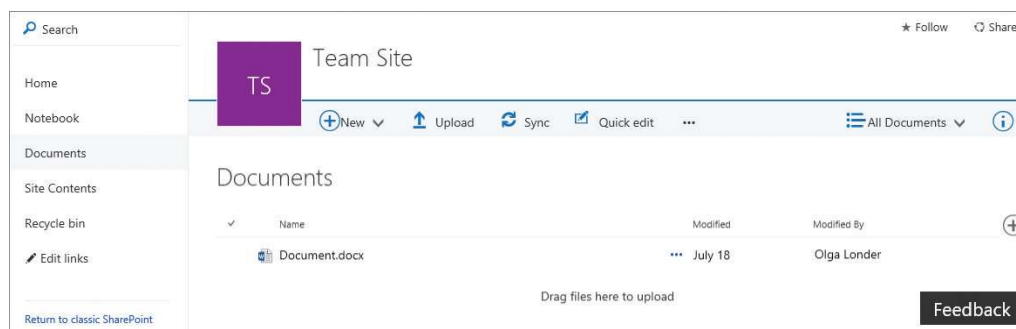 Search
Home
Notebook
Documents
Site Contents
Recycle bin
Edit links
Return to classic SharePoint
Follow Share
TS
Team Site
New Upload Sync Quick edit ... All Documents
Documents
Name Modified Modified By
Document.docx ... July 18 Olga Londer
Drag files here to upload
Feedback